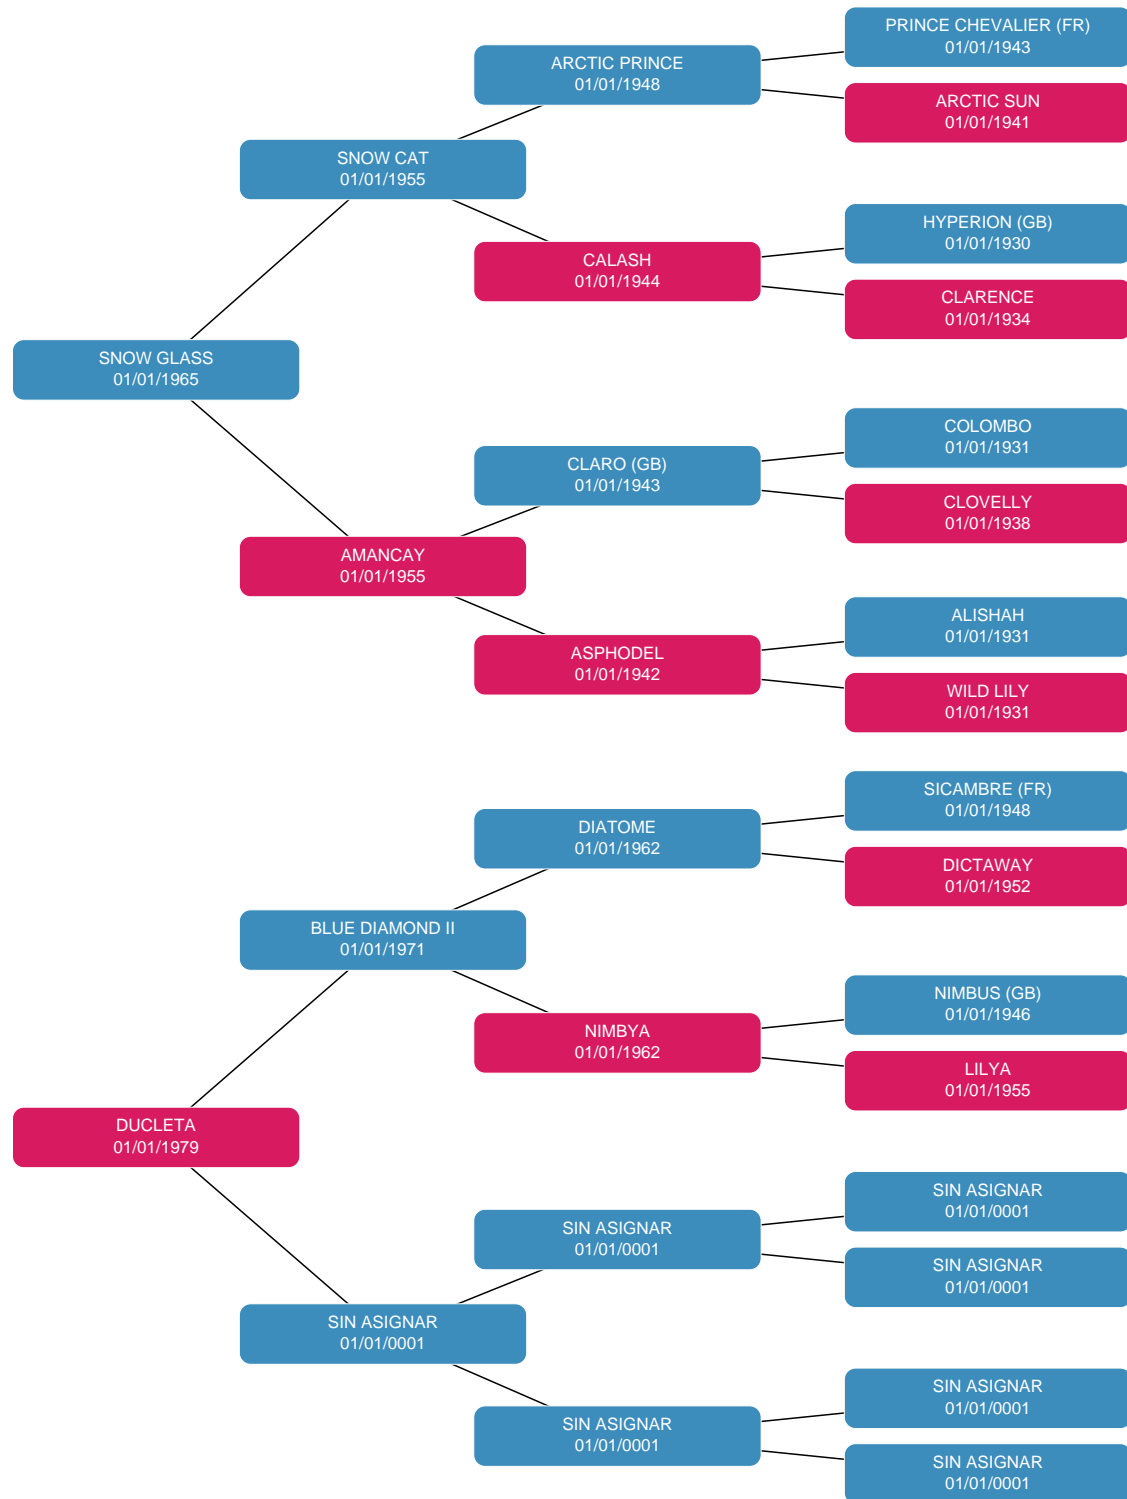 PRINCE CHEVALIER (FR)
01/01/1943
ARCTIC PRINCE
01/01/1948
ARCTIC SUN
01/01/1941
SNOW CAT
01/01/1955
HYPERION (GB)
01/01/1930
CALASH
01/01/1944
CLARENCE
01/01/1934
SNOW GLASS
01/01/1965
COLOMBO
01/01/1931
CLARO (GB)
01/01/1943
CLOVELLY
01/01/1938
AMANCAY
01/01/1955
ALISHAH
01/01/1931
ASPHODEL
01/01/1942
WILD LILY
01/01/1931
SICAMBRE (FR)
01/01/1948
DIATOME
01/01/1962
DICTAWAY
01/01/1952
BLUE DIAMOND II
01/01/1971
NIMBUS (GB)
01/01/1946
NIMBYA
01/01/1962
LILYA
01/01/1955
DUCLETA
01/01/1979
SIN ASIGNAR
01/01/0001
SIN ASIGNAR
01/01/0001
SIN ASIGNAR
01/01/0001
SIN ASIGNAR
01/01/0001
SIN ASIGNAR
01/01/0001
SIN ASIGNAR
01/01/0001
SIN ASIGNAR
01/01/0001